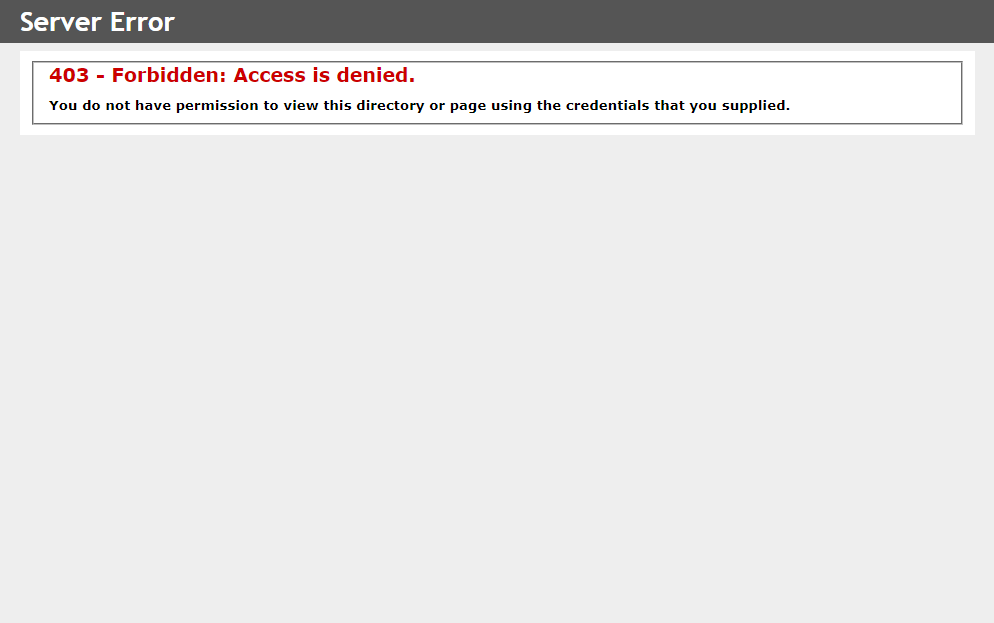 Server Error
403 - Forbidden: Access is denied.
You do not have permission to view this directory or page using the credentials that you supplied.